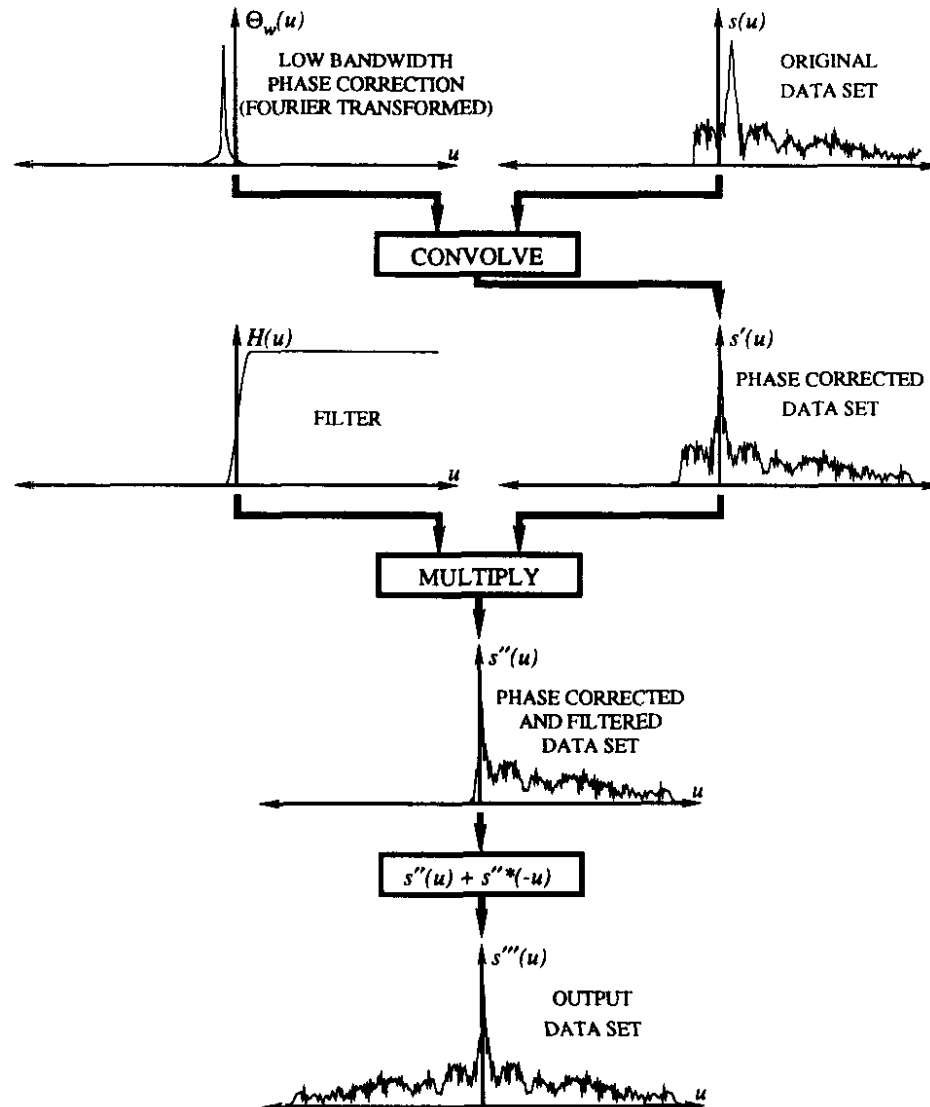 Θw(u)
LOW BANDWIDTH
PHASE CORRECTION
(FOURIER TRANSFORMED)
u
s(u)
ORIGINAL
DATA SET
CONVOLVE
H(u)
FILTER
u
s'(u)
PHASE CORRECTED
DATA SET
MULTIPLY
s''(u)
PHASE CORRECTED
AND FILTERED
DATA SET
u
s''(u) + s''*(-u)
s'''(u)
OUTPUT
DATA SET
u